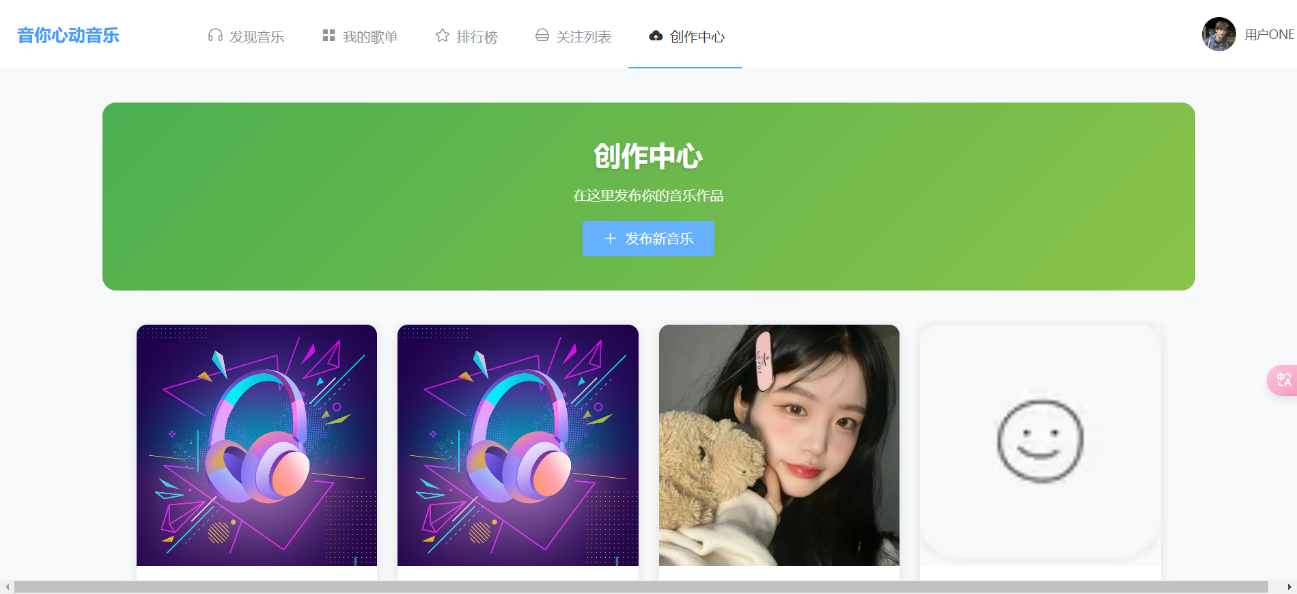 音你心动音乐
发现音乐
我的歌单
排行榜
关注列表
创作中心
用户ONE
创作中心
在这里发布你的音乐作品
+ 发布新音乐